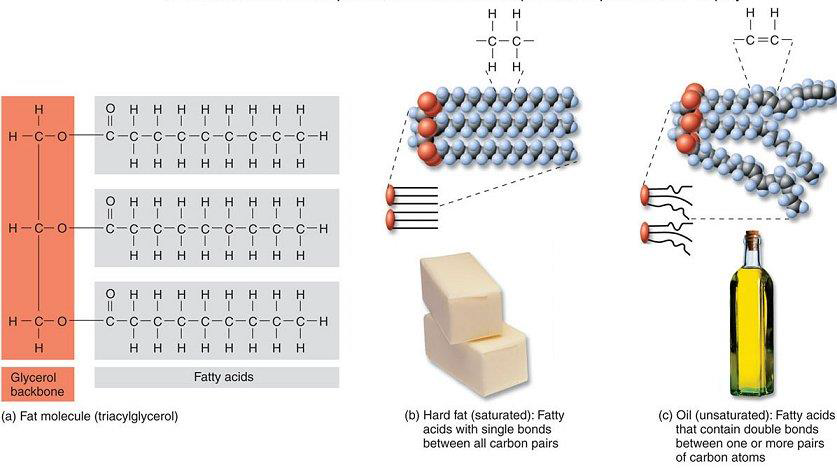 H H
–C–C–
H H
H H
–C=C–
H O H H H H H H H H
H–C–O–C–C–C–C–C–C–C–C–C–H
H H H H H H H H
O H H H H H H H H
H–C–O–C–C–C–C–C–C–C–C–C–H
H H H H H H H H
O H H H H H H H H
H–C–O–C–C–C–C–C–C–C–C–C–H
H H H H H H H H H
Glycerol
backbone
Fatty acids
(a) Fat molecule (triacylglycerol)
(b) Hard fat (saturated): Fatty
acids with single bonds
between all carbon pairs
(c) Oil (unsaturated): Fatty acids
that contain double bonds
between one or more pairs
of carbon atoms